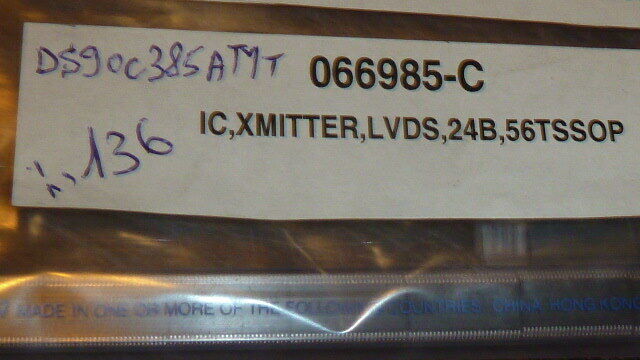 DS90C385AMT 066985-C
IC,XMITTER,LVDS,24B,56TSSOP
136
MADE IN ONE OR MORE OF THE FOLLOWING COUNTRIES: CHINA, HONG KONG